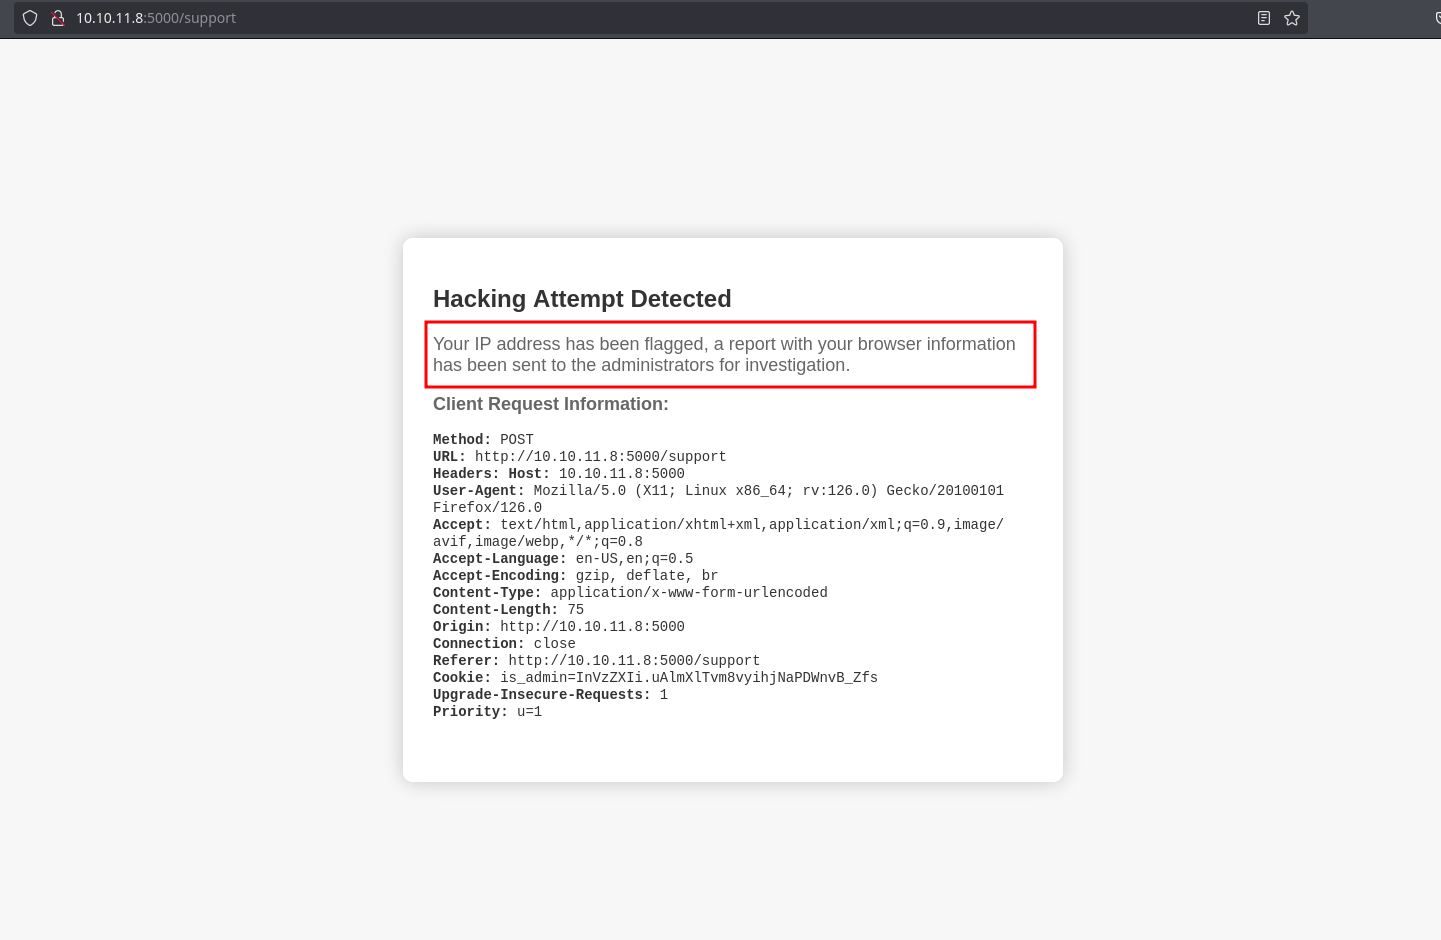 10.10.11.8:5000/support
Hacking Attempt Detected
Your IP address has been flagged, a report with your browser information
has been sent to the administrators for investigation.
Client Request Information:
Method: POST
URL: http://10.10.11.8:5000/support
Headers: Host: 10.10.11.8:5000
User-Agent: Mozilla/5.0 (X11; Linux x86_64; rv:126.0) Gecko/20100101
Firefox/126.0
Accept: text/html,application/xhtml+xml,application/xml;q=0.9,image/
avif,image/webp,*/*;q=0.8
Accept-Language: en-US,en;q=0.5
Accept-Encoding: gzip, deflate, br
Content-Type: application/x-www-form-urlencoded
Content-Length: 75
Origin: http://10.10.11.8:5000
Connection: close
Referer: http://10.10.11.8:5000/support
Cookie: is_admin=InVzZXIi.uAlmXlTvm8vyihjNaPDWnvB_Zfs
Upgrade-Insecure-Requests: 1
Priority: u=1